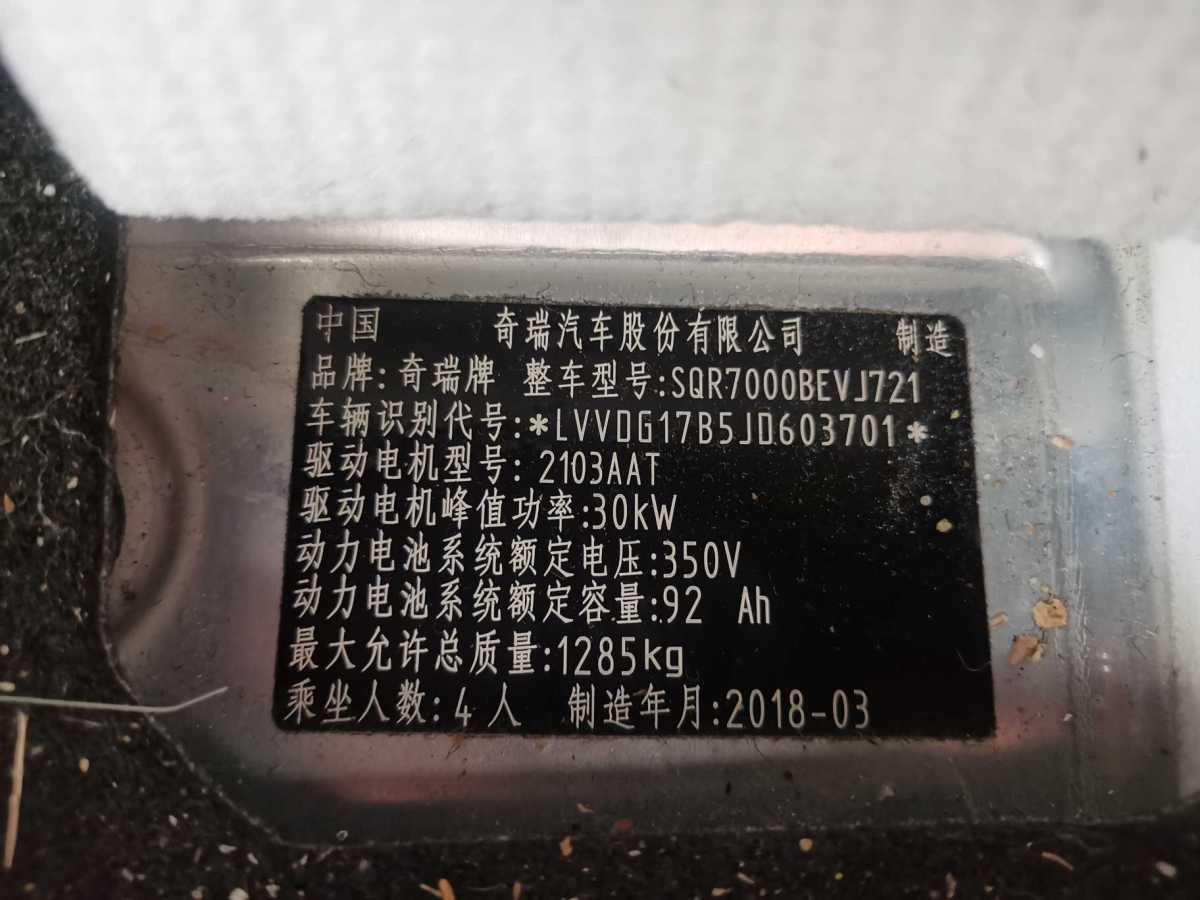 中国 奇瑞汽车股份有限公司 制造
品牌:奇瑞牌 整车型号:SQR7000BEVJ721
车辆识别代号:*LVVDG17B5JD603701*
驱动电机型号: 2103AAT
驱动电机峰值功率:30kW
动力电池系统额定电压:350V
动力电池系统额定容量:92 Ah
最大允许总质量:1285kg
乘坐人数:4人 制造年月:2018-03